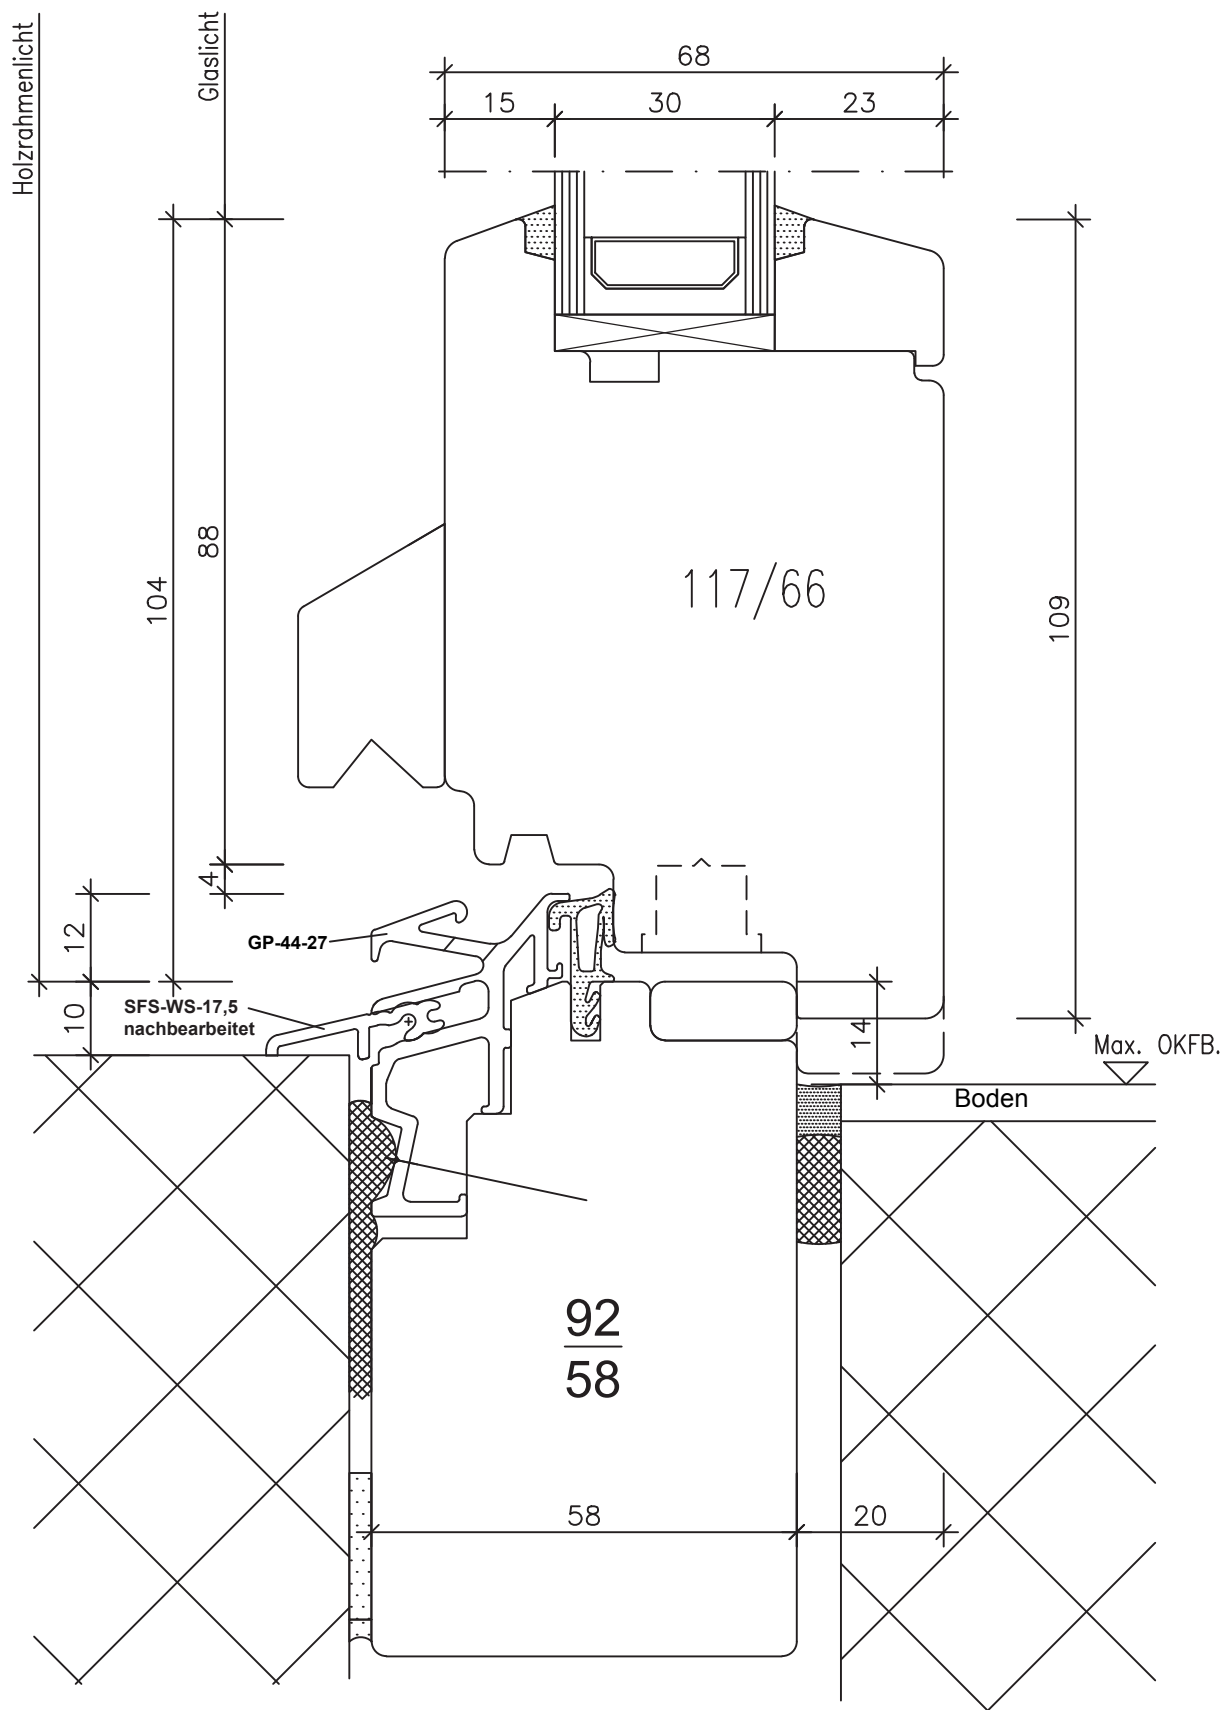 Holzrahmenlicht
Glaslicht
68
15
30
23
88
104
117/66
109
4
12
GP-44-27
10
SFS-WS-17,5
nachbearbeitet
14
Max. OKFB.
Boden
92
58
58
20